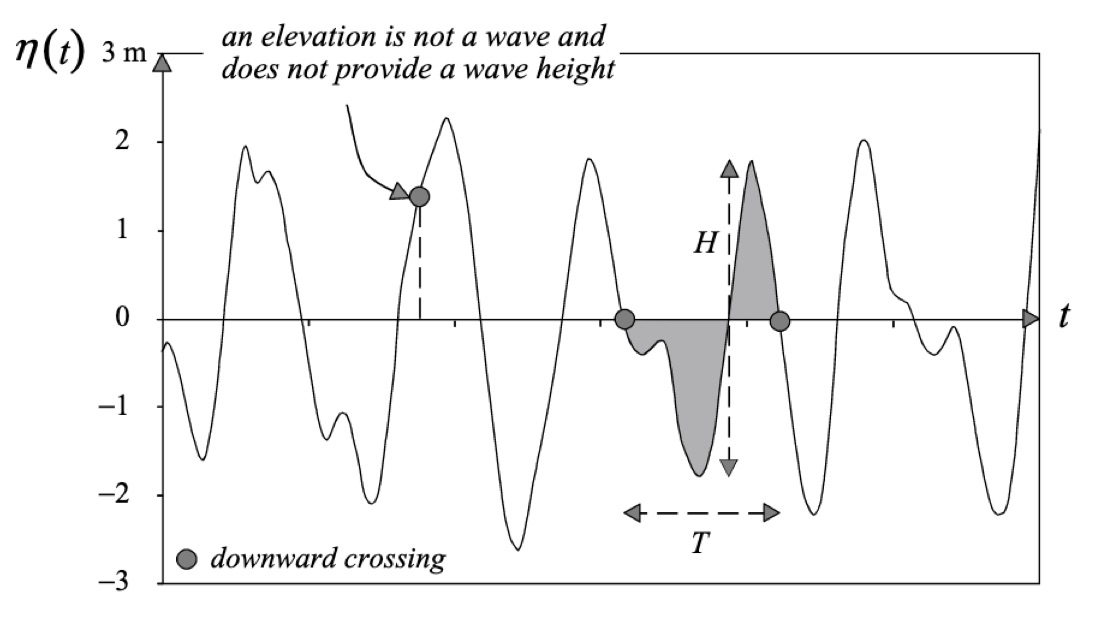 η(t) 3 m
an elevation is not a wave and
does not provide a wave height
2
1
H
0
t
−1
−2
T
downward crossing
−3